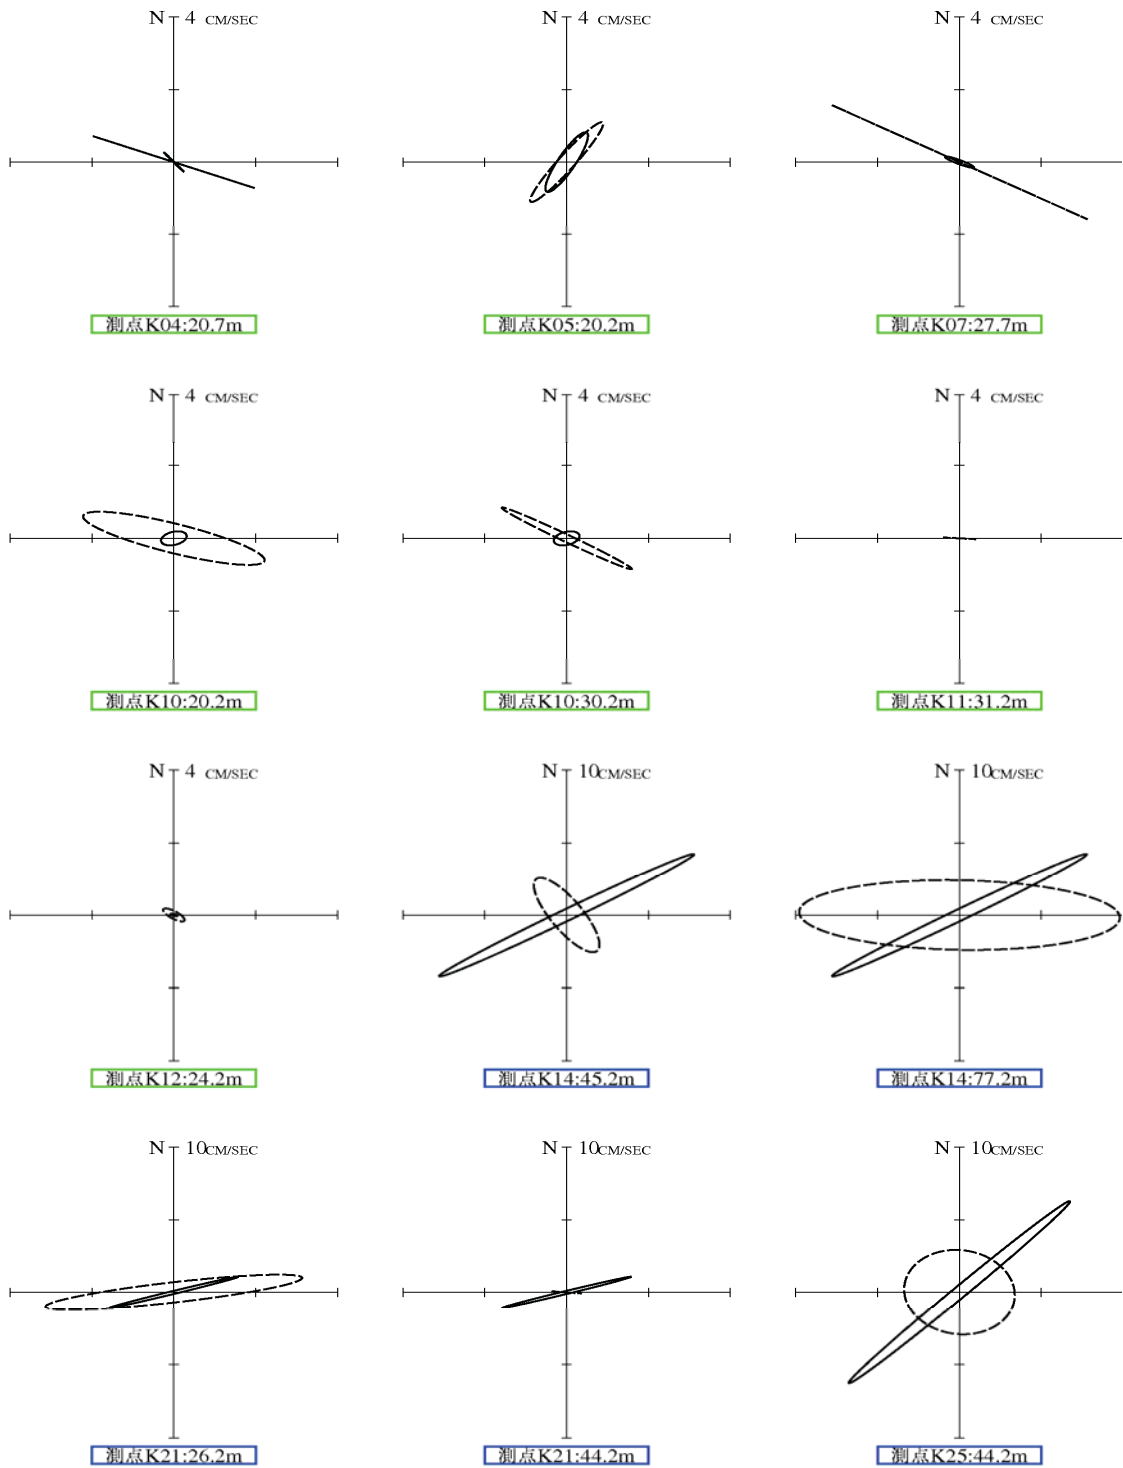 N 4 CM/SEC
N 4 CM/SEC
N 4 CM/SEC
測点K04:20.7m
測点K05:20.2m
測点K07:27.7m
N 4 CM/SEC
N 4 CM/SEC
N 4 CM/SEC
測点K10:20.2m
測点K10:30.2m
測点K11:31.2m
N 4 CM/SEC
N 10CM/SEC
N 10CM/SEC
測点K12:24.2m
測点K14:45.2m
測点K14:77.2m
N 10CM/SEC
N 10CM/SEC
N 10CM/SEC
測点K21:26.2m
測点K21:44.2m
測点K25:44.2m